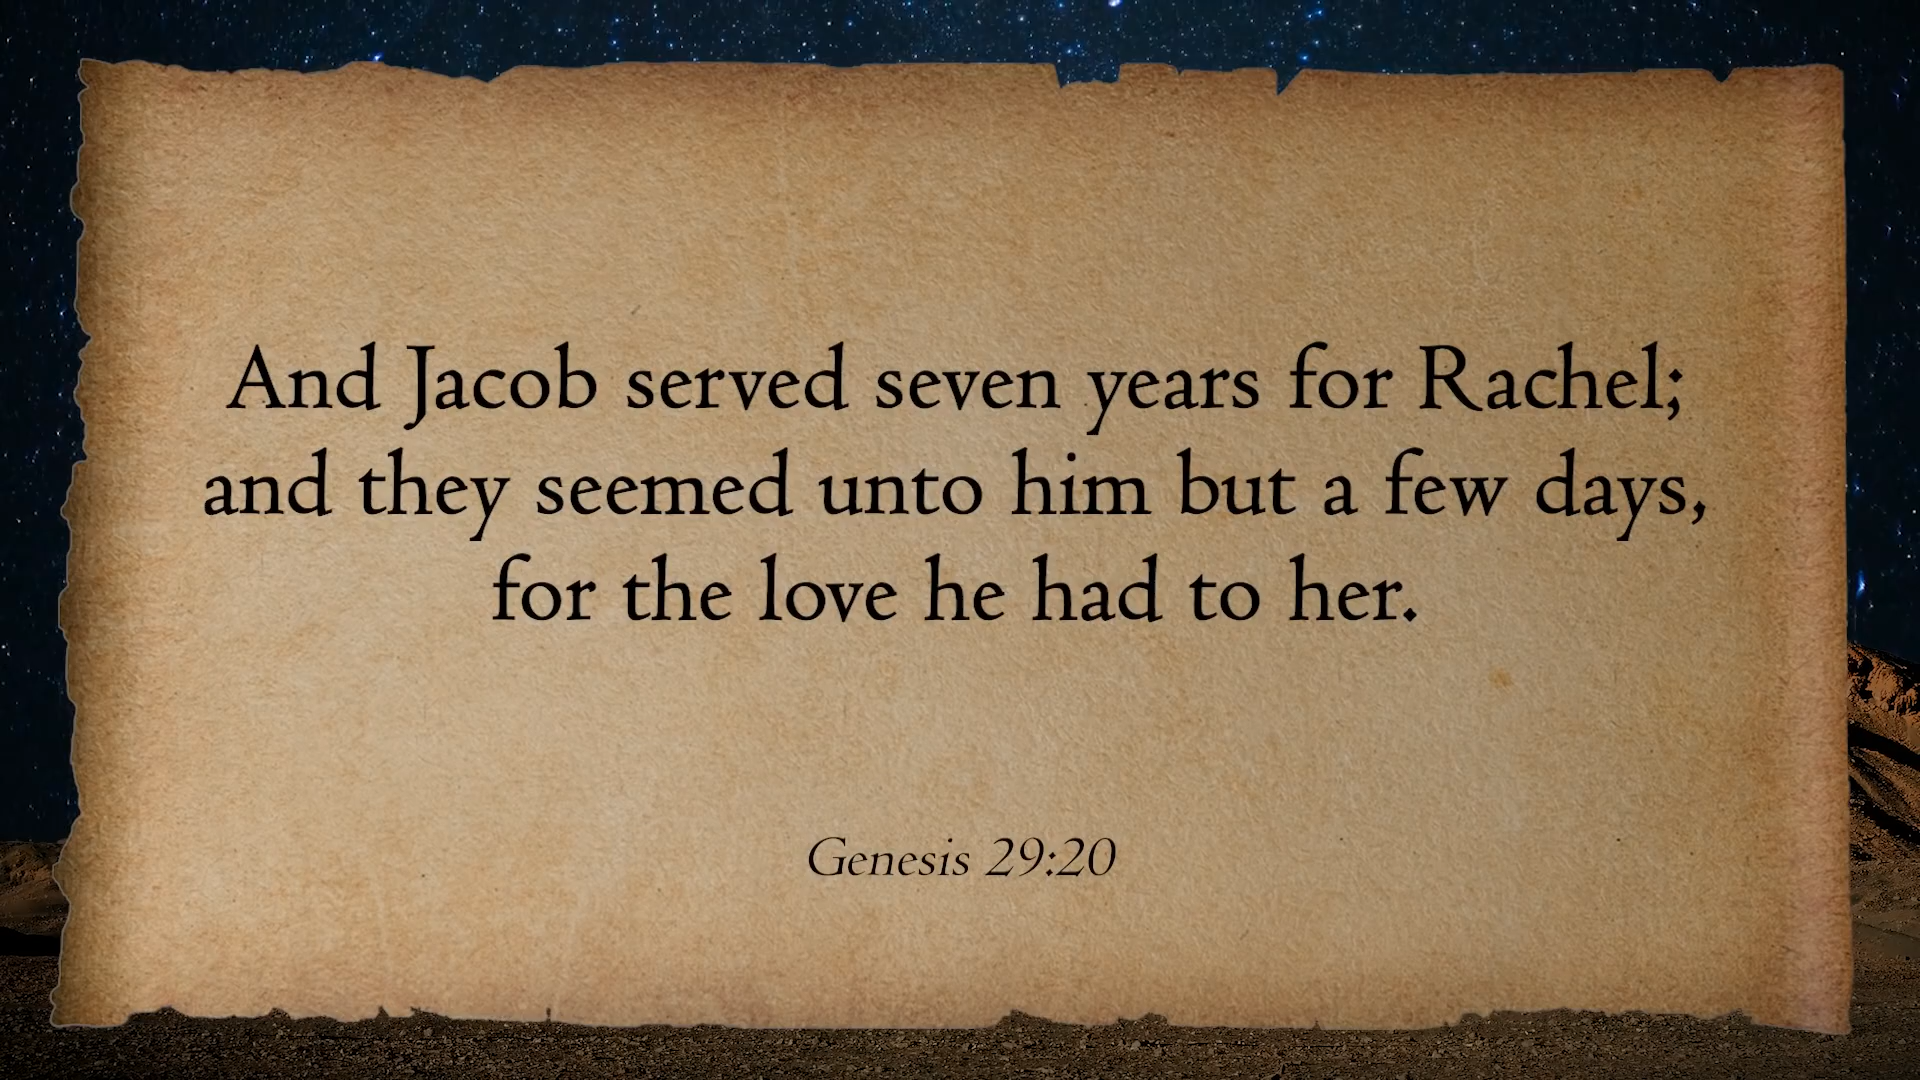 And Jacob served seven years for Rachel;
and they seemed unto him but a few days,
for the love he had to her.
Genesis 29:20